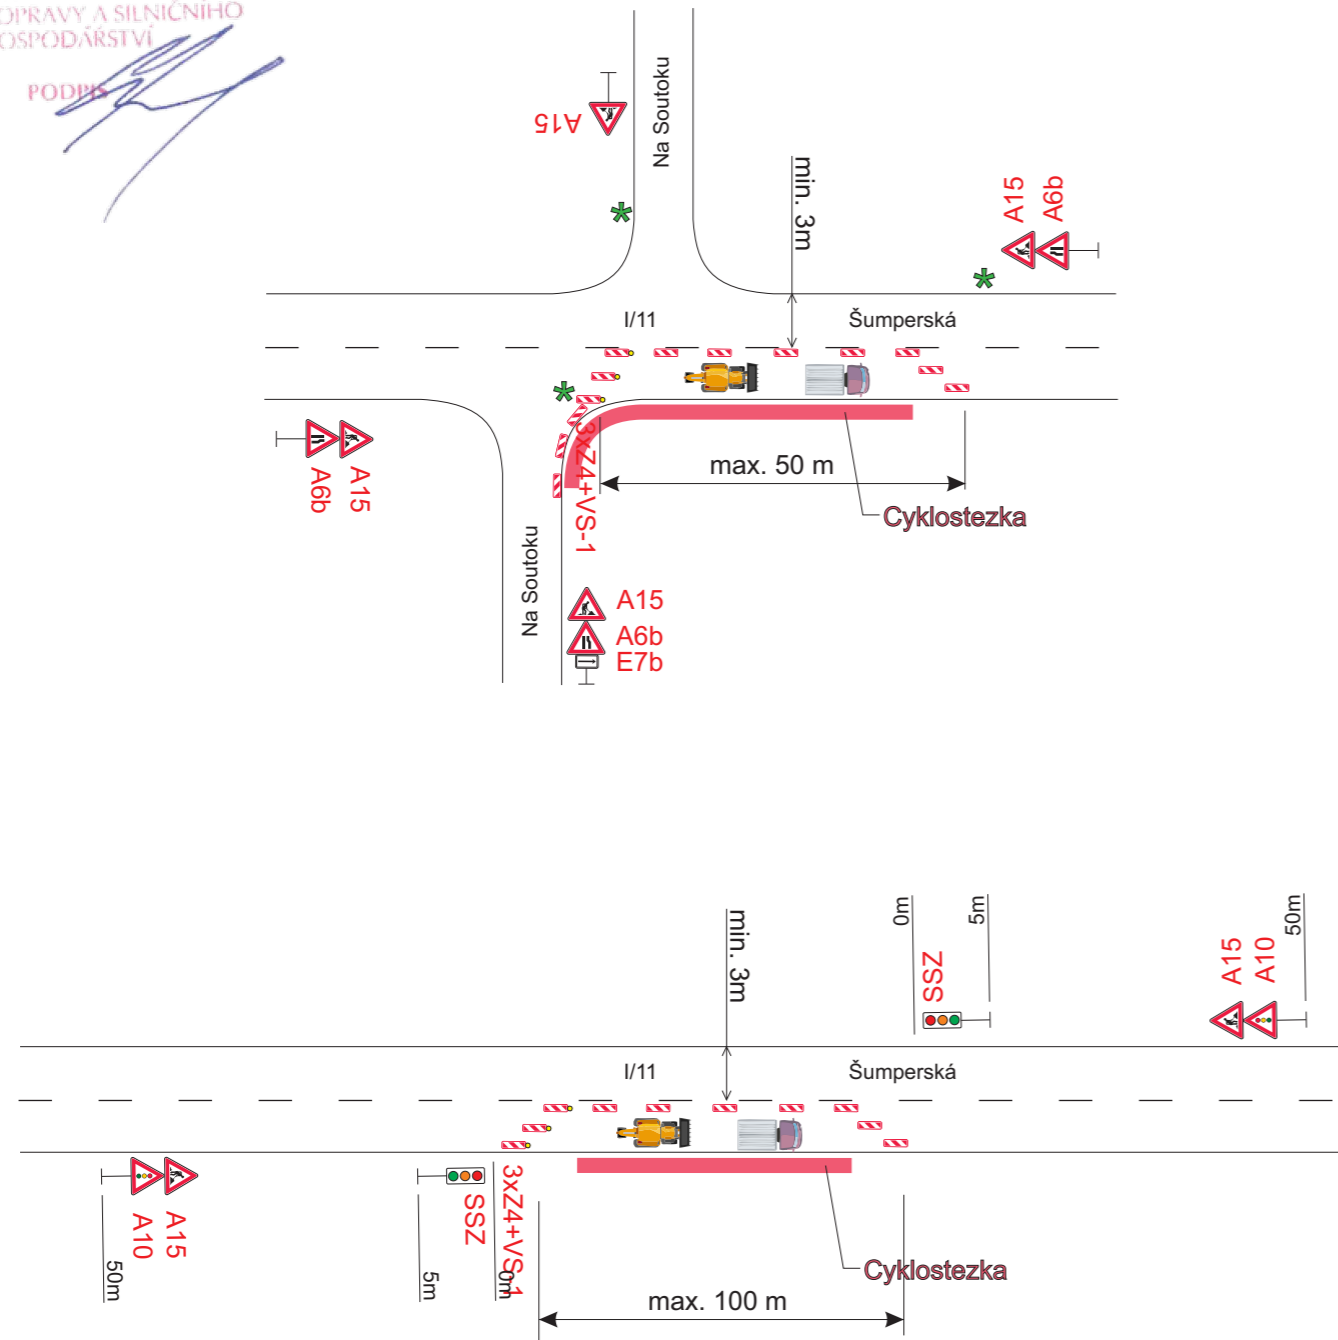 OPRAVY A SILNIČNÍHO
OSPODÁŘSTVÍ
PODPIS
A15
Na Soutoku
min. 3m
A15
A6b
I/11
Šumperská
A6b
A15
3xZ4+VS-1
max. 50 m
Cyklostezka
Na Soutoku
A15
A6b
E7b
min. 3m
0m
5m
50m
SSZ
A15
A10
I/11
Šumperská
A10
A15
SSZ
3xZ4+VS-1
50m
5m
0m
Cyklostezka
max. 100 m